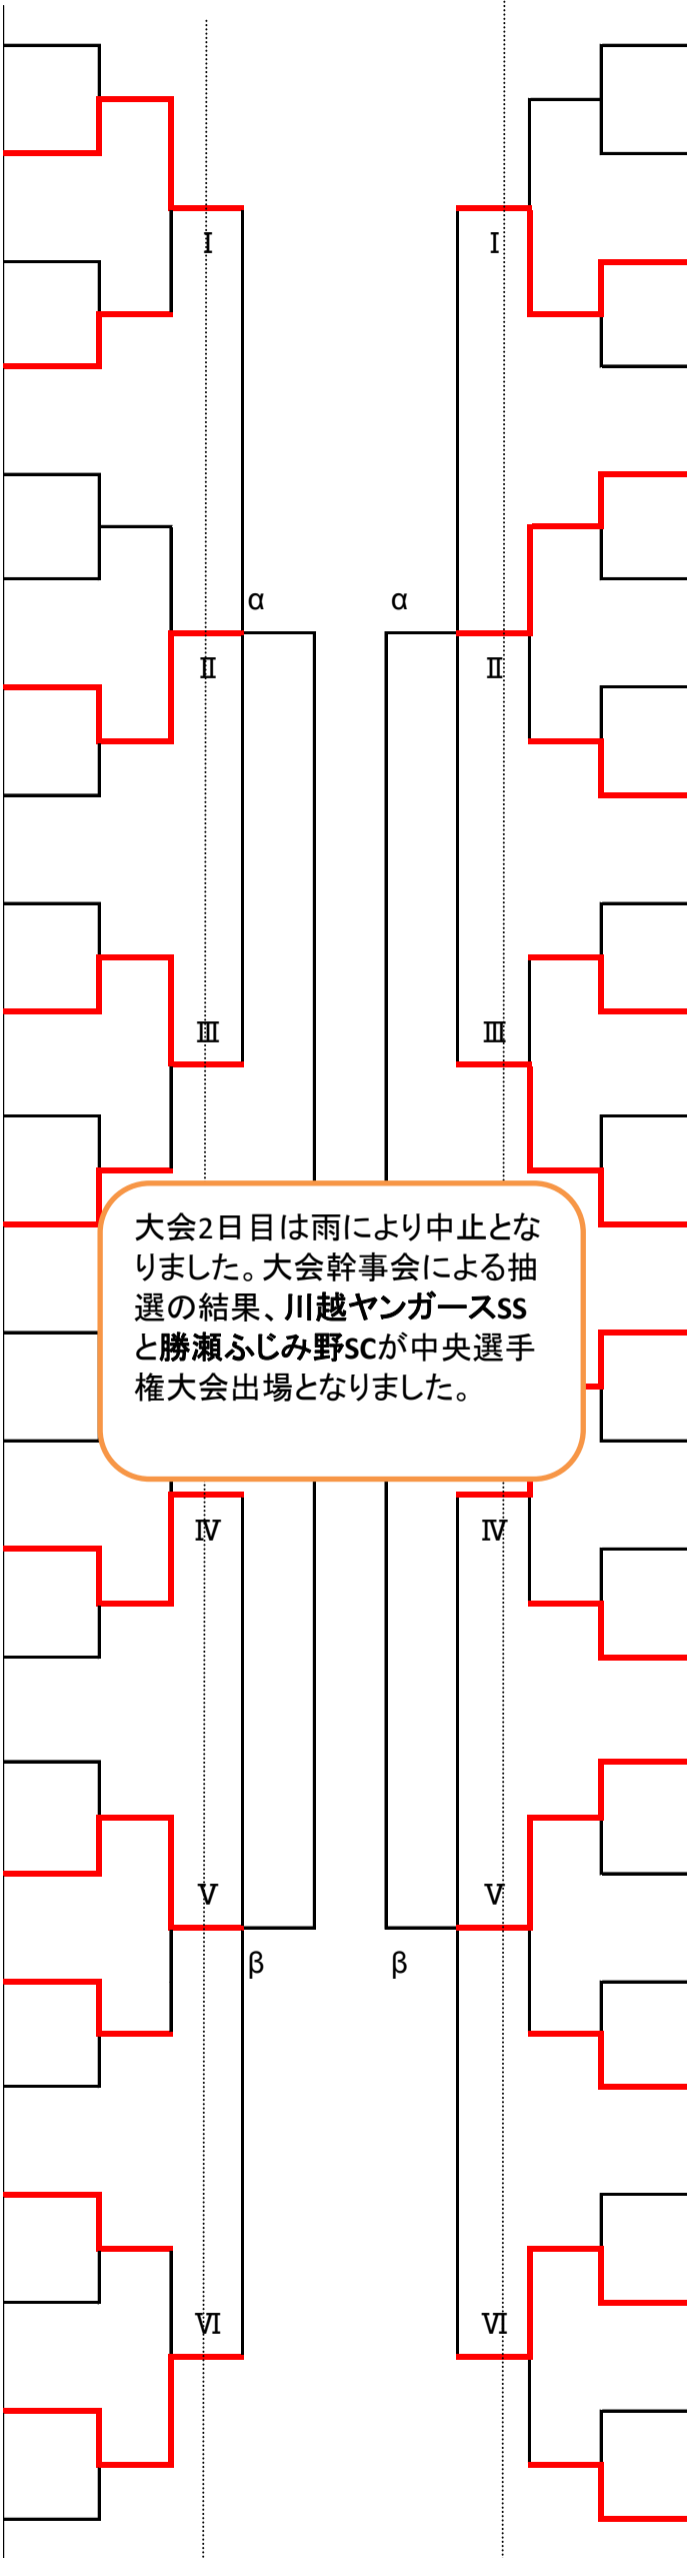 Ⅰ Ⅰ
α α
Ⅱ Ⅱ
Ⅲ Ⅲ
大会2日目は雨により中止とな
りました。大会幹事会による抽
選の結果、川越ヤンガースSS
と勝瀬ふじみ野SCが中央選手
権大会出場となりました。
Ⅳ Ⅳ
Ⅴ Ⅴ
β β
Ⅵ Ⅵ